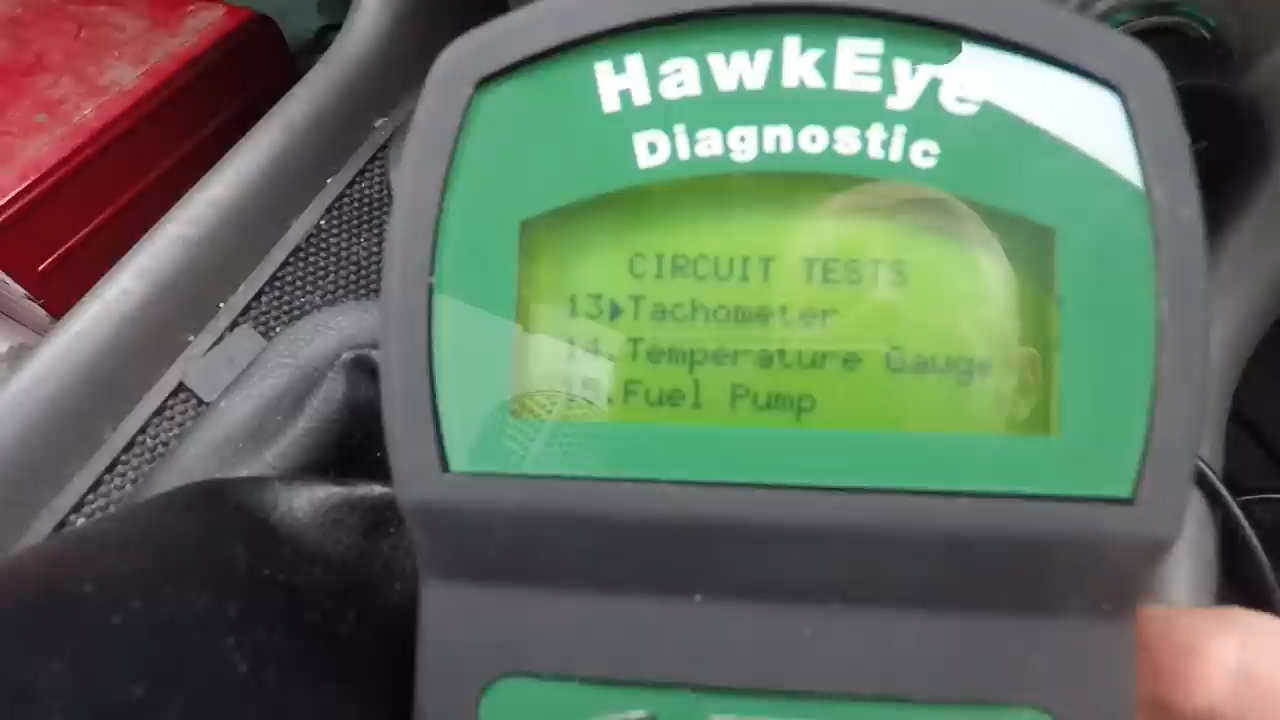 HawkEye
Diagnostic
CIRCUIT TESTS
13▶Tachometer
14.Temperature Gauge
15.Fuel Pump